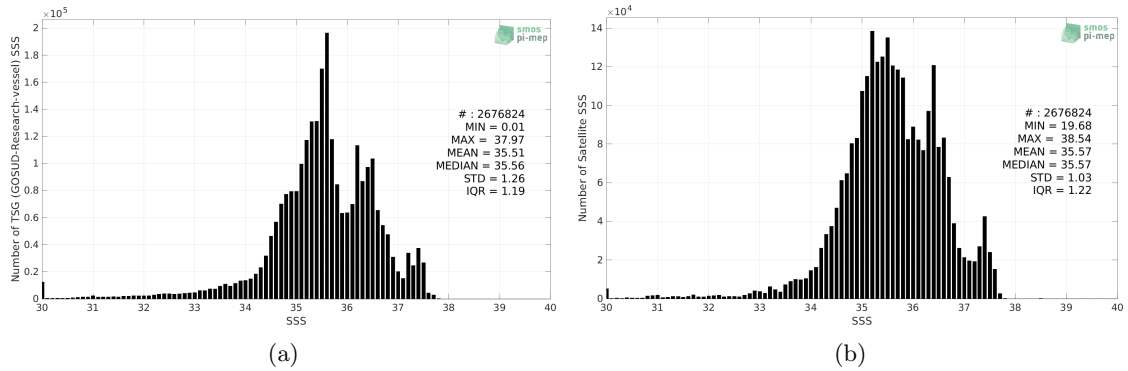 ×10⁵
2
1.8
1.6
1.4
1.2
1
0.8
0.6
0.4
0.2
0
Number of TSG (GOSUD-Research-vessel) SSS
30 31 32 33 34 35 36 37 38 39 40
SSS
smos
pi-mep
# : 2676824
MIN = 0.01
MAX = 37.97
MEAN = 35.51
MEDIAN = 35.56
STD = 1.26
IQR = 1.19
(a)
×10⁴
14
12
10
8
6
4
2
0
Number of Satellite SSS
30 31 32 33 34 35 36 37 38 39 40
SSS
smos
pi-mep
# : 2676824
MIN = 19.68
MAX = 38.54
MEAN = 35.57
MEDIAN = 35.57
STD = 1.03
IQR = 1.22
(b)